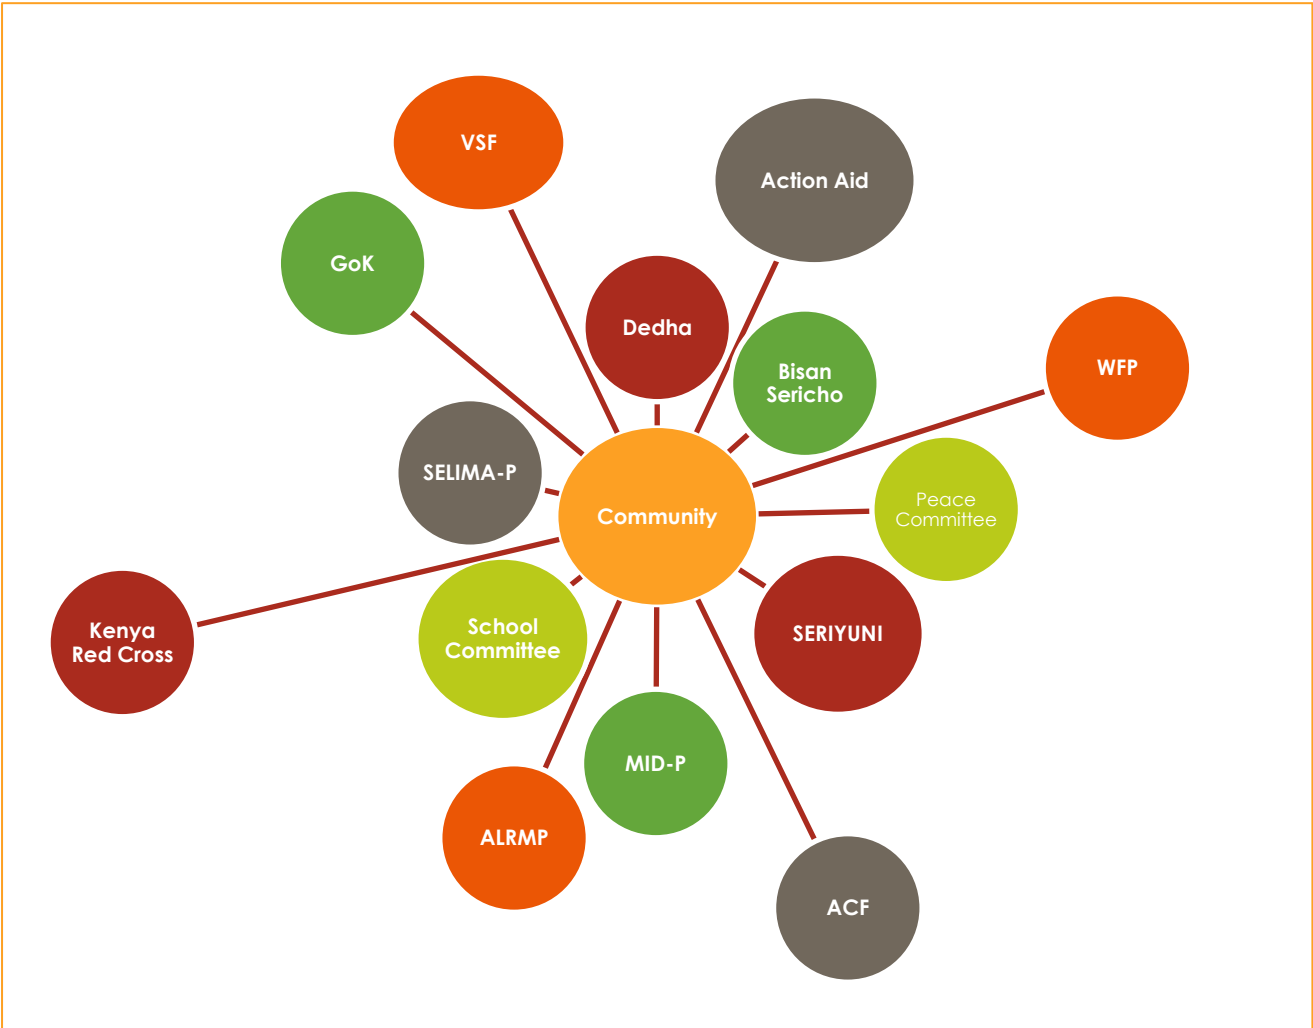 VSF
Action Aid
GoK
Dedha
WFP
Bisan
Sericho
SELIMA-P
Peace
Committee
Community
Kenya
Red Cross
School
Committee
SERIYUNI
MID-P
ALRMP
ACF